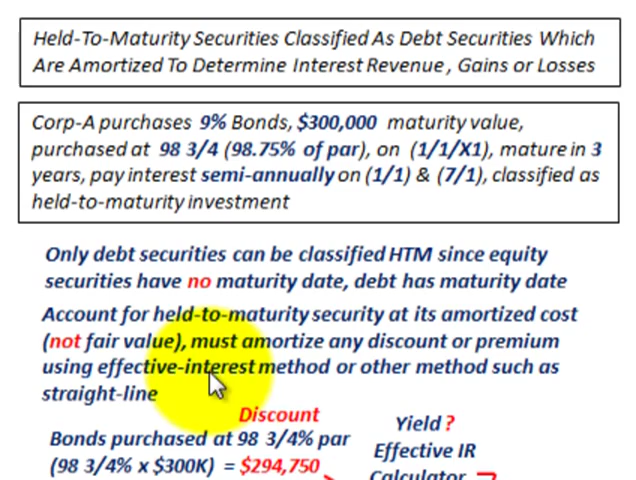 Held-To-Maturity Securities Classified As Debt Securities Which
Are Amortized To Determine Interest Revenue , Gains or Losses
Corp-A purchases 9% Bonds, $300,000 maturity value,
purchased at 98 3/4 (98.75% of par), on (1/1/X1), mature in 3
years, pay interest semi-annually on (1/1) & (7/1), classified as
held-to-maturity investment
Only debt securities can be classified HTM since equity
securities have no maturity date, debt has maturity date
Account for held-to-maturity security at its amortized cost
(not fair value), must amortize any discount or premium
using effective-interest method or other method such as
straight-line
Discount
Bonds purchased at 98 3/4% par
(98 3/4% x $300K) = $294,750
Yield ?
Effective IR
Calculator